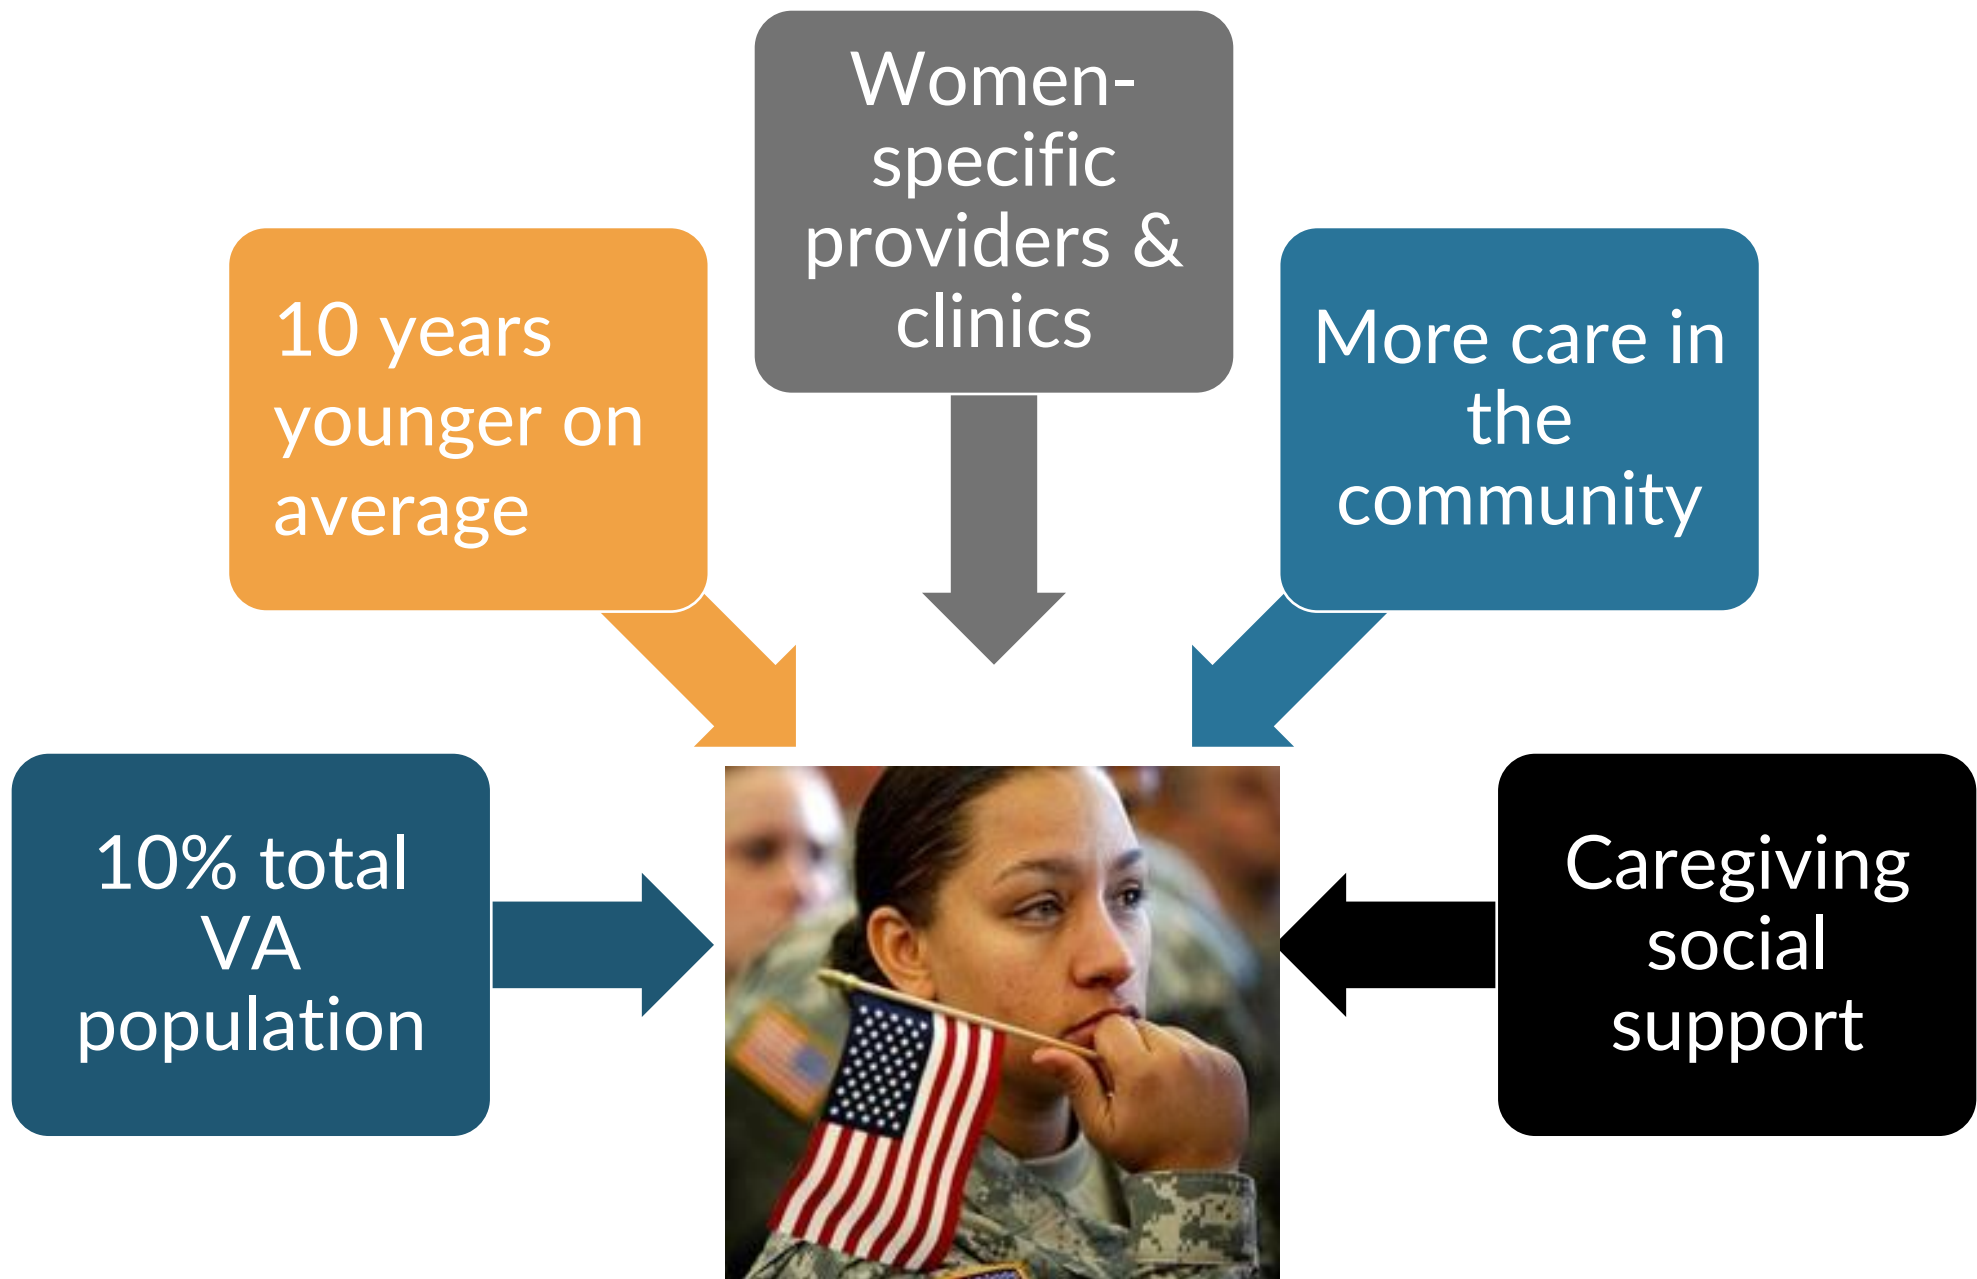 Women-
specific
providers &
clinics
10 years
younger on
average
More care in
the
community
10% total
VA
population
Caregiving
social
support